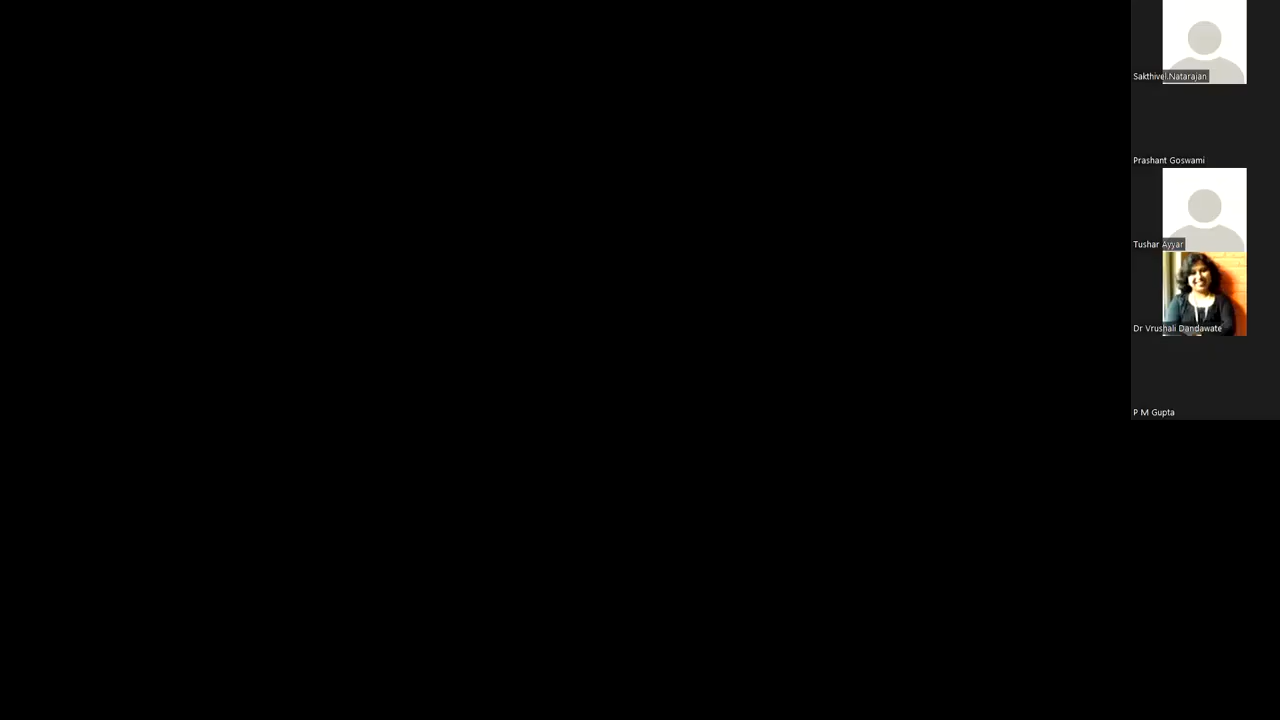 Sakthivel.Natarajan
Prashant Goswami
Tushar Ayyar
Dr Vrushali Dandawate
P M Gupta